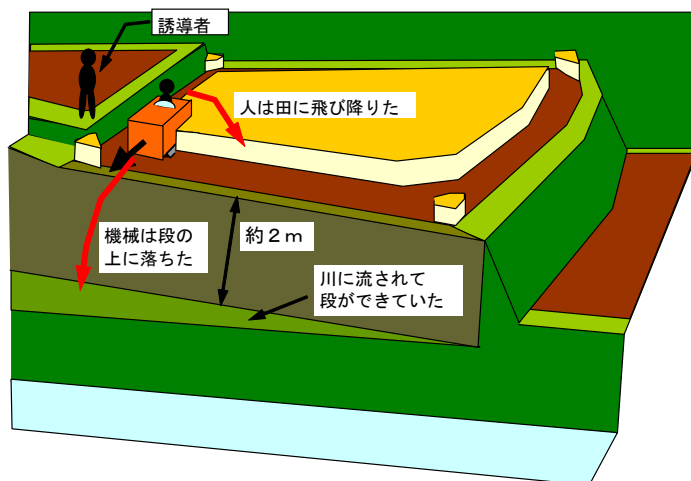 誘導者
人は田に飛び降りた
機械は段の
上に落ちた
約２ｍ
川に流されて
段ができていた